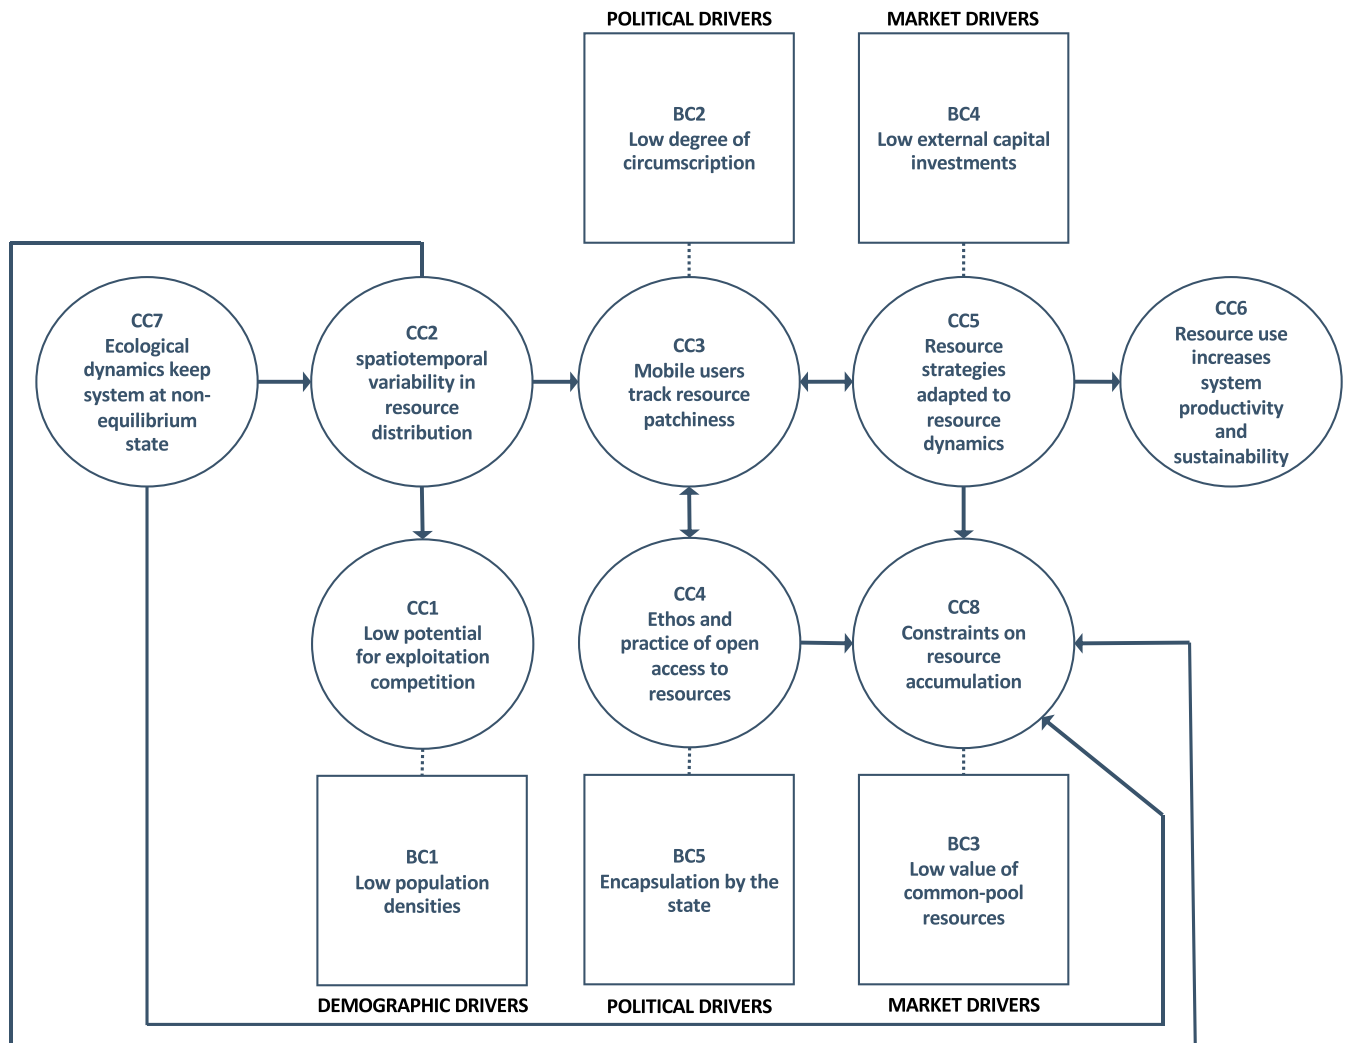 POLITICAL DRIVERS
MARKET DRIVERS
BC2
Low degree of
circumscription
BC4
Low external capital
investments
CC7
Ecological
dynamics keep
system at non-
equilibrium
state
CC2
spatiotemporal
variability in
resource
distribution
CC3
Mobile users
track resource
patchiness
CC5
Resource
strategies
adapted to
resource
dynamics
CC6
Resource use
increases
system
productivity
and
sustainability
CC1
Low potential
for exploitation
competition
CC4
Ethos and
practice of open
access to
resources
CC8
Constraints on
resource
accumulation
BC1
Low population
densities
BC5
Encapsulation by the
state
BC3
Low value of
common-pool
resources
DEMOGRAPHIC DRIVERS
POLITICAL DRIVERS
MARKET DRIVERS